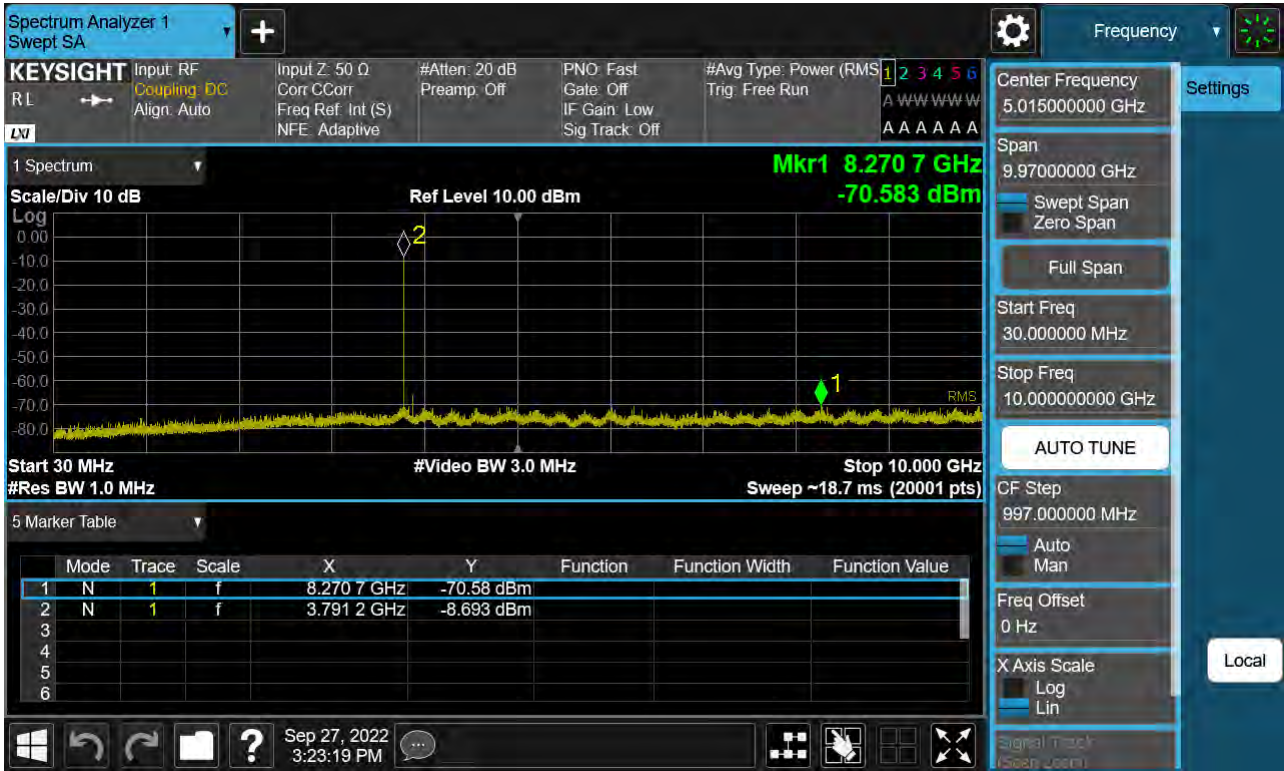 Spectrum Analyzer 1
Swept SA
+
Frequency
KEYSIGHT
RL
LXI
Input: RF
Coupling: DC
Align: Auto
Input Z: 50 Ω
Corr CCorr
Freq Ref: Int (S)
NFE: Adaptive
#Atten: 20 dB
Preamp: Off
PNO: Fast
Gate: Off
IF Gain: Low
Sig Track: Off
#Avg Type: Power (RMS
Trig: Free Run
1 2 3 4 5 6
A W W W W W
A A A A A A
1 Spectrum
Mkr1 8.270 7 GHz
Scale/Div 10 dB
Ref Level 10.00 dBm
-70.583 dBm
Log
0.00
-10.0
-20.0
-30.0
-40.0
-50.0
-60.0
-70.0
-80.0
2
1
RMS
Start 30 MHz
#Video BW 3.0 MHz
Stop 10.000 GHz
#Res BW 1.0 MHz
Sweep ~18.7 ms (20001 pts)
5 Marker Table
Mode Trace Scale X Y Function Function Width Function Value
1 N 1 f 8.270 7 GHz -70.58 dBm
2 N 1 f 3.791 2 GHz -8.693 dBm
3
4
5
6
Sep 27, 2022
3:23:19 PM
?
Center Frequency
5.015000000 GHz
Settings
Span
9.97000000 GHz
Swept Span
Zero Span
Full Span
Start Freq
30.000000 MHz
Stop Freq
10.000000000 GHz
AUTO TUNE
CF Step
997.000000 MHz
Auto
Man
Freq Offset
0 Hz
X Axis Scale
Log
Lin
Local
Signal Track
(Span Zoom)